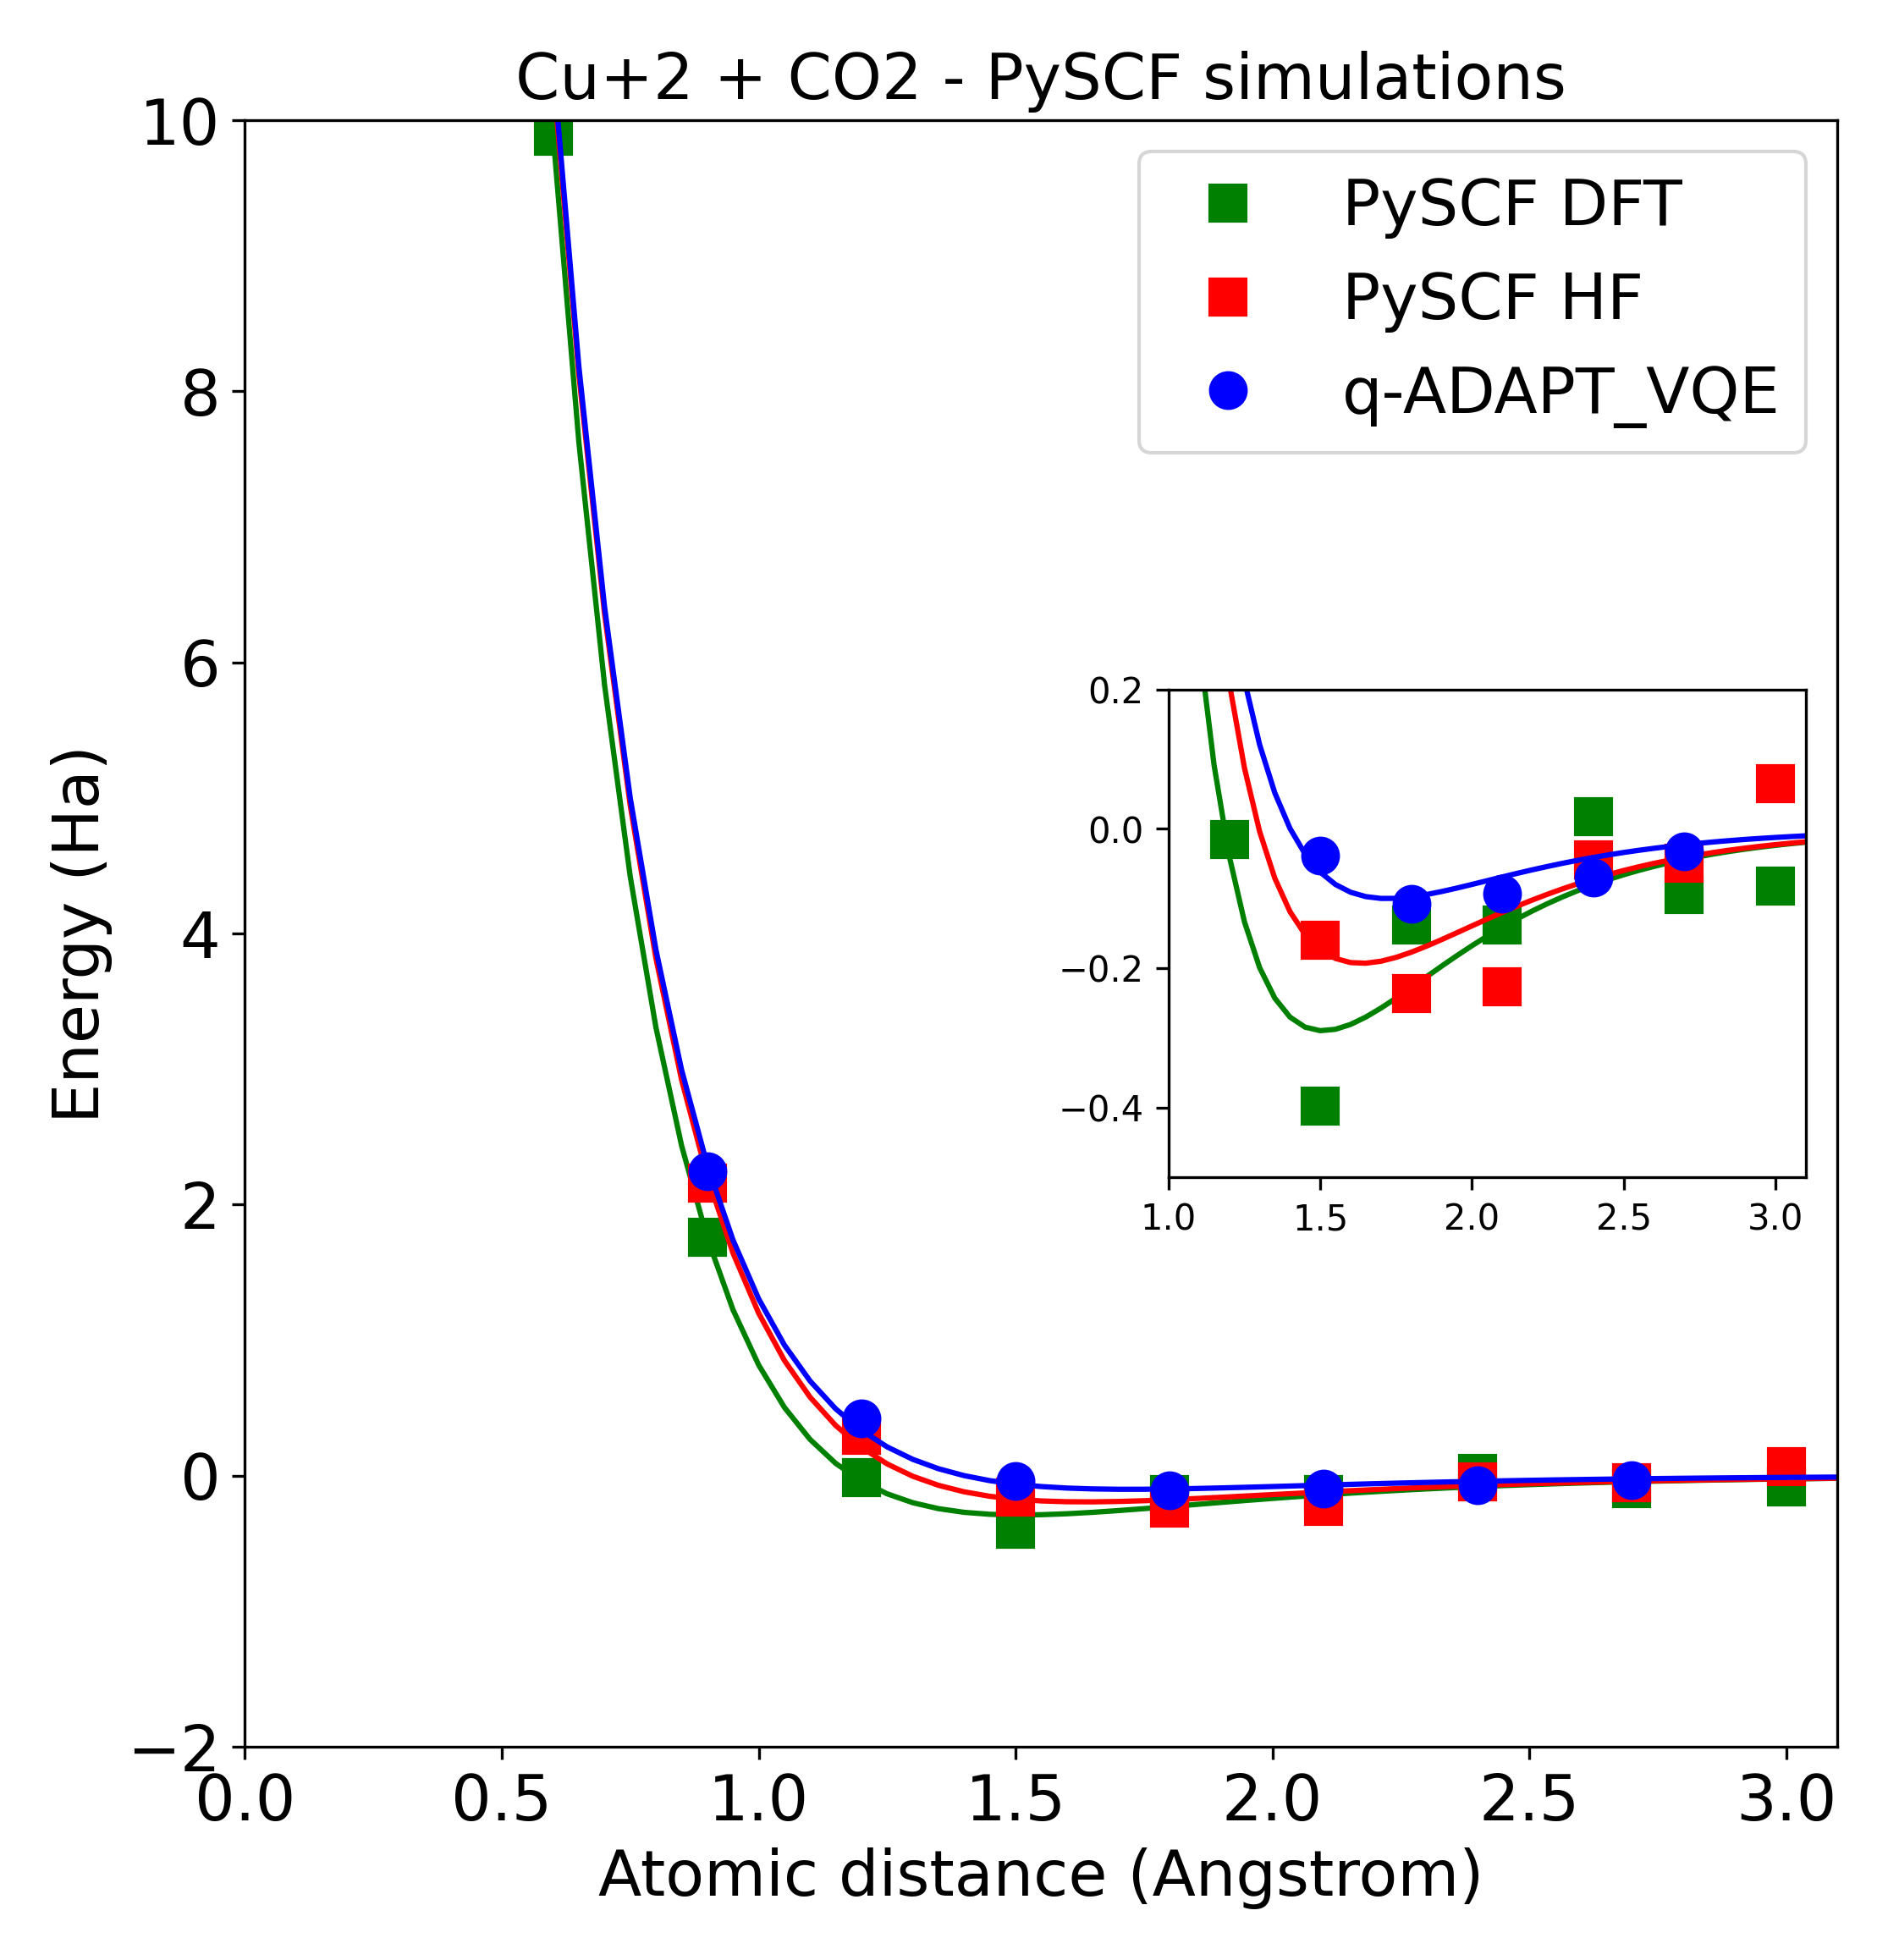 Cu+2 + CO2 - PySCF simulations
10
8
6
4
2
0
−2
Energy (Ha)
PySCF DFT
PySCF HF
q-ADAPT_VQE
0.2
0.0
−0.2
−0.4
1.0 1.5 2.0 2.5 3.0
0.0 0.5 1.0 1.5 2.0 2.5 3.0
Atomic distance (Angstrom)